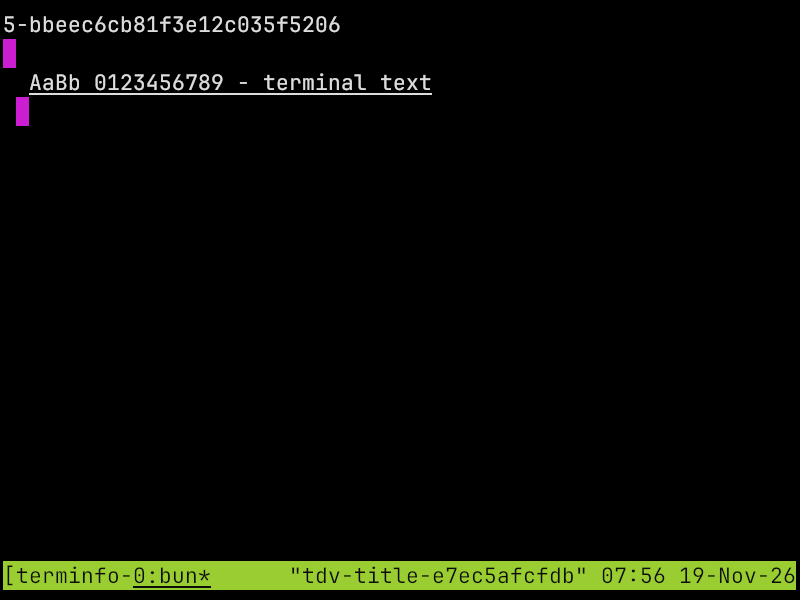 5-bbeec6cb81f3e12c035f5206
AaBb 0123456789 - terminal text
[terminfo-0:bun* "tdv-title-e7ec5afcfdb" 07:56 19-Nov-26